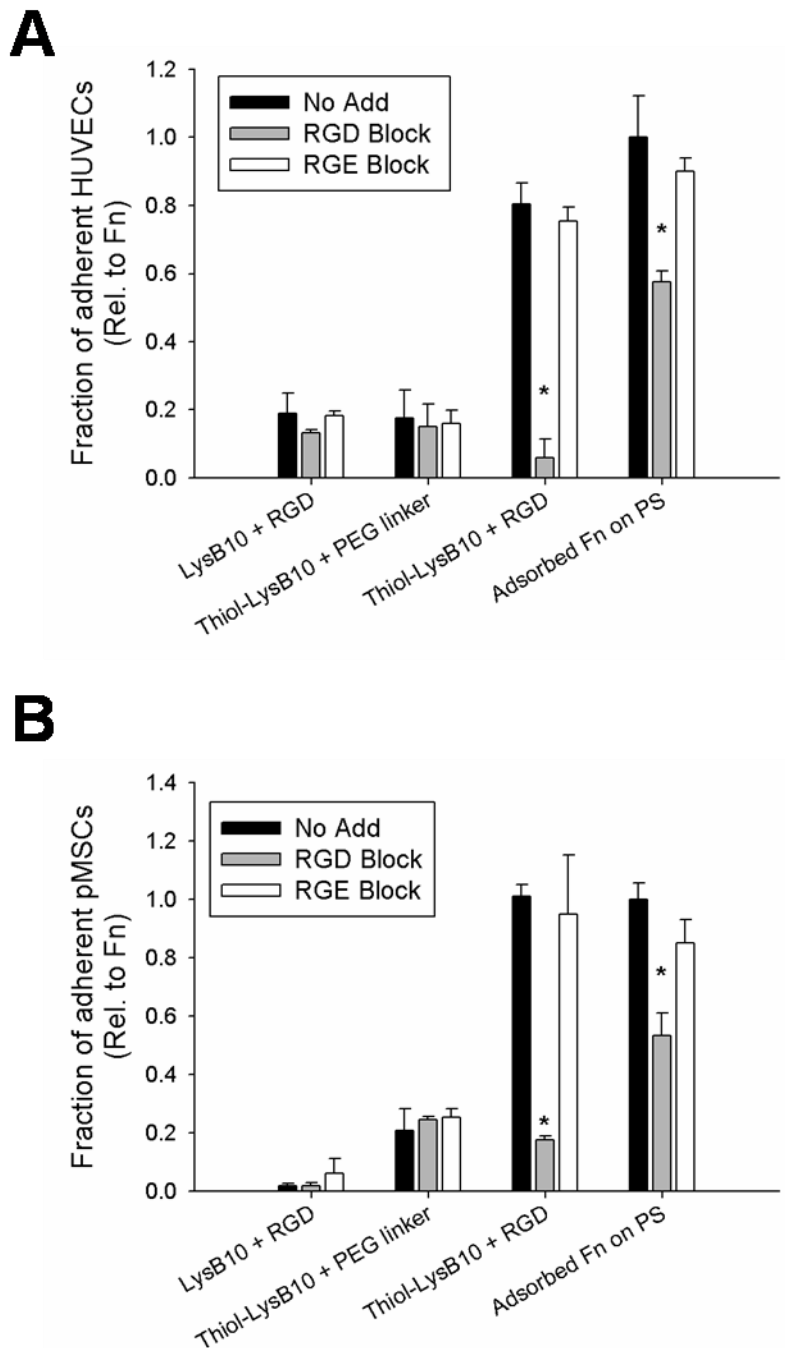 A
Fraction of adherent HUVECs
(Rel. to Fn)
1.2
1.0
0.8
0.6
0.4
0.2
0.0
No Add
RGD Block
RGE Block
*
*
LysB10 + RGD
Thiol-LysB10 + PEG linker
Thiol-LysB10 + RGD
Adsorbed Fn on PS
B
Fraction of adherent pMSCs
(Rel. to Fn)
1.4
1.2
1.0
0.8
0.6
0.4
0.2
0.0
No Add
RGD Block
RGE Block
*
*
LysB10 + RGD
Thiol-LysB10 + PEG linker
Thiol-LysB10 + RGD
Adsorbed Fn on PS